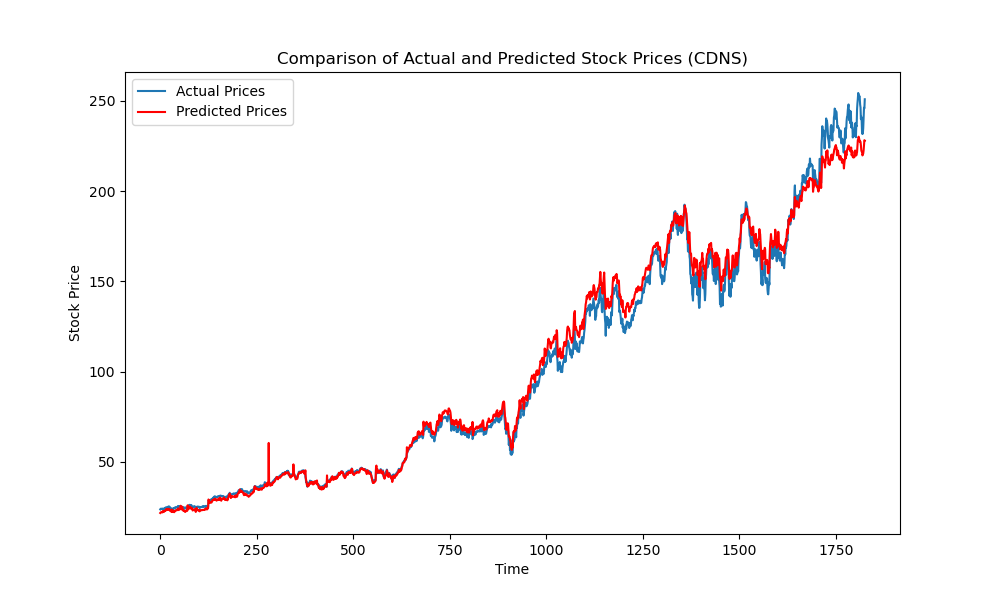 Comparison of Actual and Predicted Stock Prices (CDNS)
Actual Prices
Predicted Prices
250
200
150
100
50
Stock Price
0 250 500 750 1000 1250 1500 1750
Time